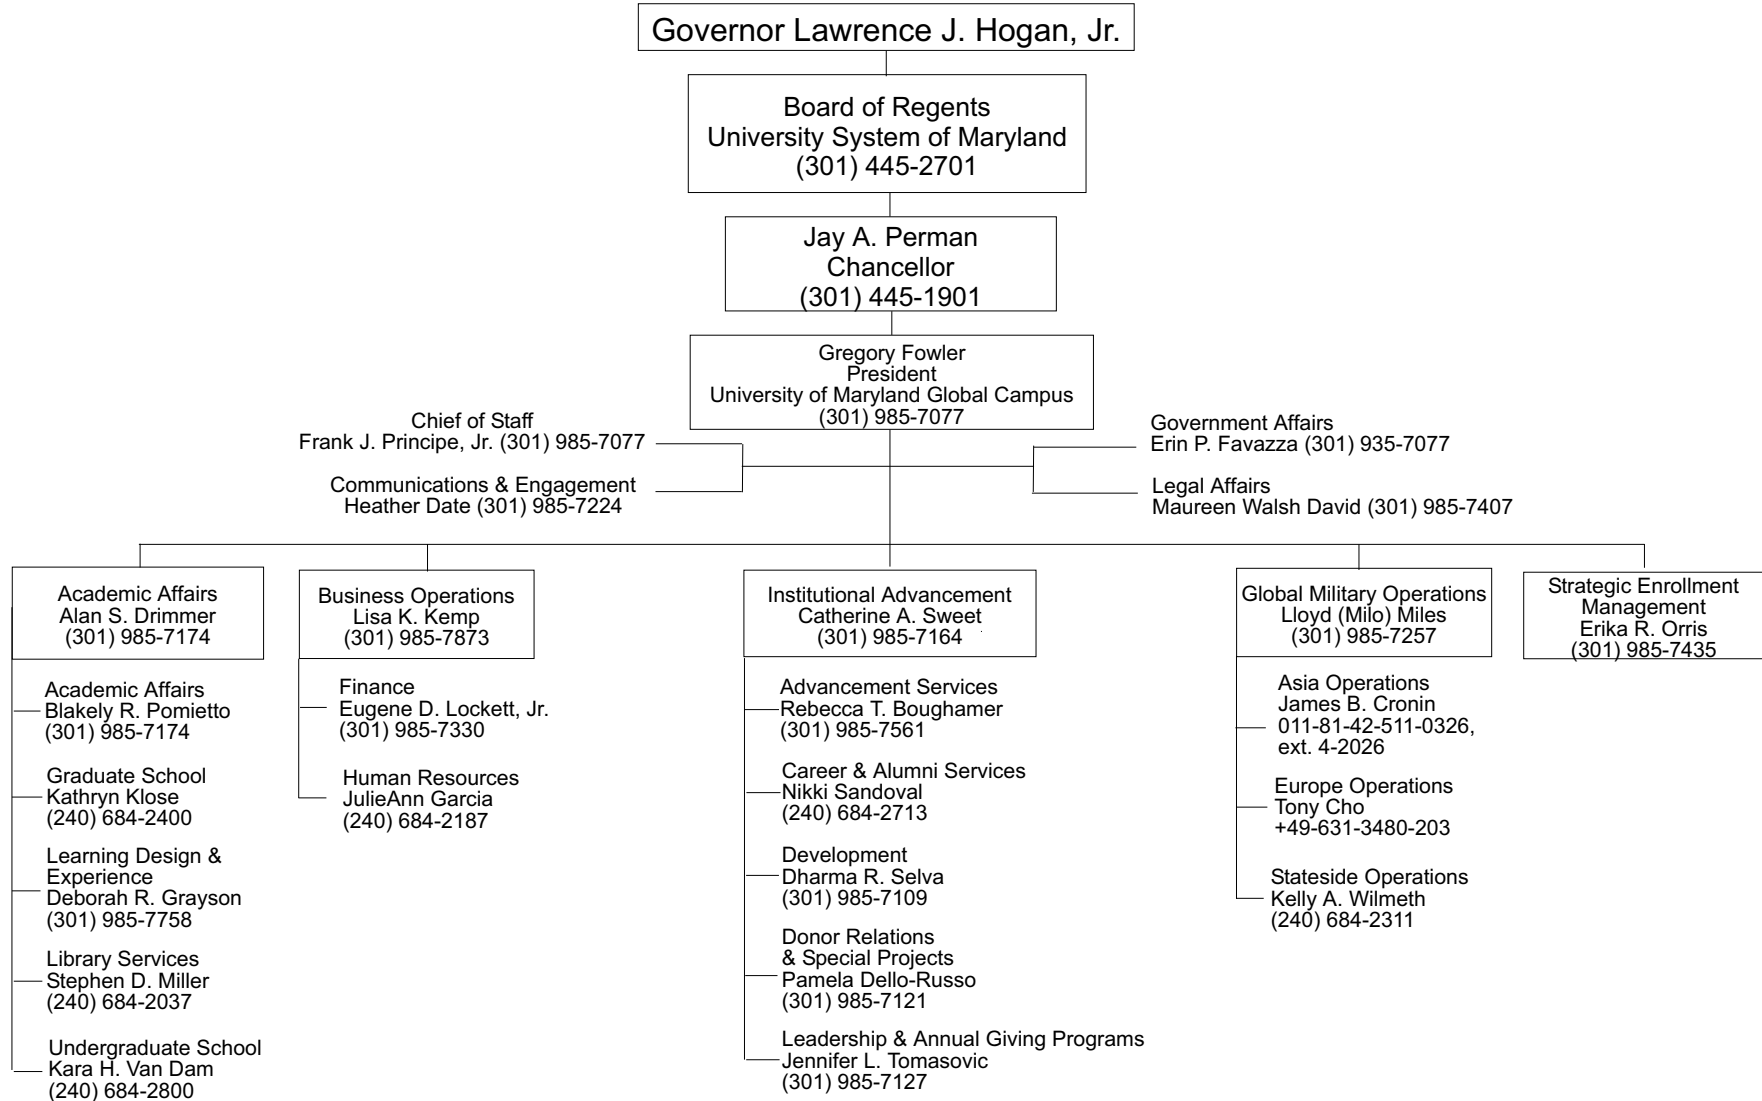 Governor Lawrence J. Hogan, Jr.
Board of Regents
University System of Maryland
(301) 445-2701
Jay A. Perman
Chancellor
(301) 445-1901
Gregory Fowler
President
University of Maryland Global Campus
(301) 985-7077
Chief of Staff
Frank J. Principe, Jr. (301) 985-7077
Communications & Engagement
Heather Date (301) 985-7224
Government Affairs
Erin P. Favazza (301) 935-7077
Legal Affairs
Maureen Walsh David (301) 985-7407
Academic Affairs
Alan S. Drimmer
(301) 985-7174
Academic Affairs
Blakely R. Pomietto
(301) 985-7174
Graduate School
Kathryn Klose
(240) 684-2400
Learning Design &
Experience
Deborah R. Grayson
(301) 985-7758
Library Services
Stephen D. Miller
(240) 684-2037
Undergraduate School
Kara H. Van Dam
(240) 684-2800
Business Operations
Lisa K. Kemp
(301) 985-7873
Finance
Eugene D. Lockett, Jr.
(301) 985-7330
Human Resources
JulieAnn Garcia
(240) 684-2187
Institutional Advancement
Catherine A. Sweet
(301) 985-7164
Advancement Services
Rebecca T. Boughamer
(301) 985-7561
Career & Alumni Services
Nikki Sandoval
(240) 684-2713
Development
Dharma R. Selva
(301) 985-7109
Donor Relations
& Special Projects
Pamela Dello-Russo
(301) 985-7121
Leadership & Annual Giving Programs
Jennifer L. Tomasovic
(301) 985-7127
Global Military Operations
Lloyd (Milo) Miles
(301) 985-7257
Asia Operations
James B. Cronin
011-81-42-511-0326,
ext. 4-2026
Europe Operations
Tony Cho
+49-631-3480-203
Stateside Operations
Kelly A. Wilmeth
(240) 684-2311
Strategic Enrollment
Management
Erika R. Orris
(301) 985-7435